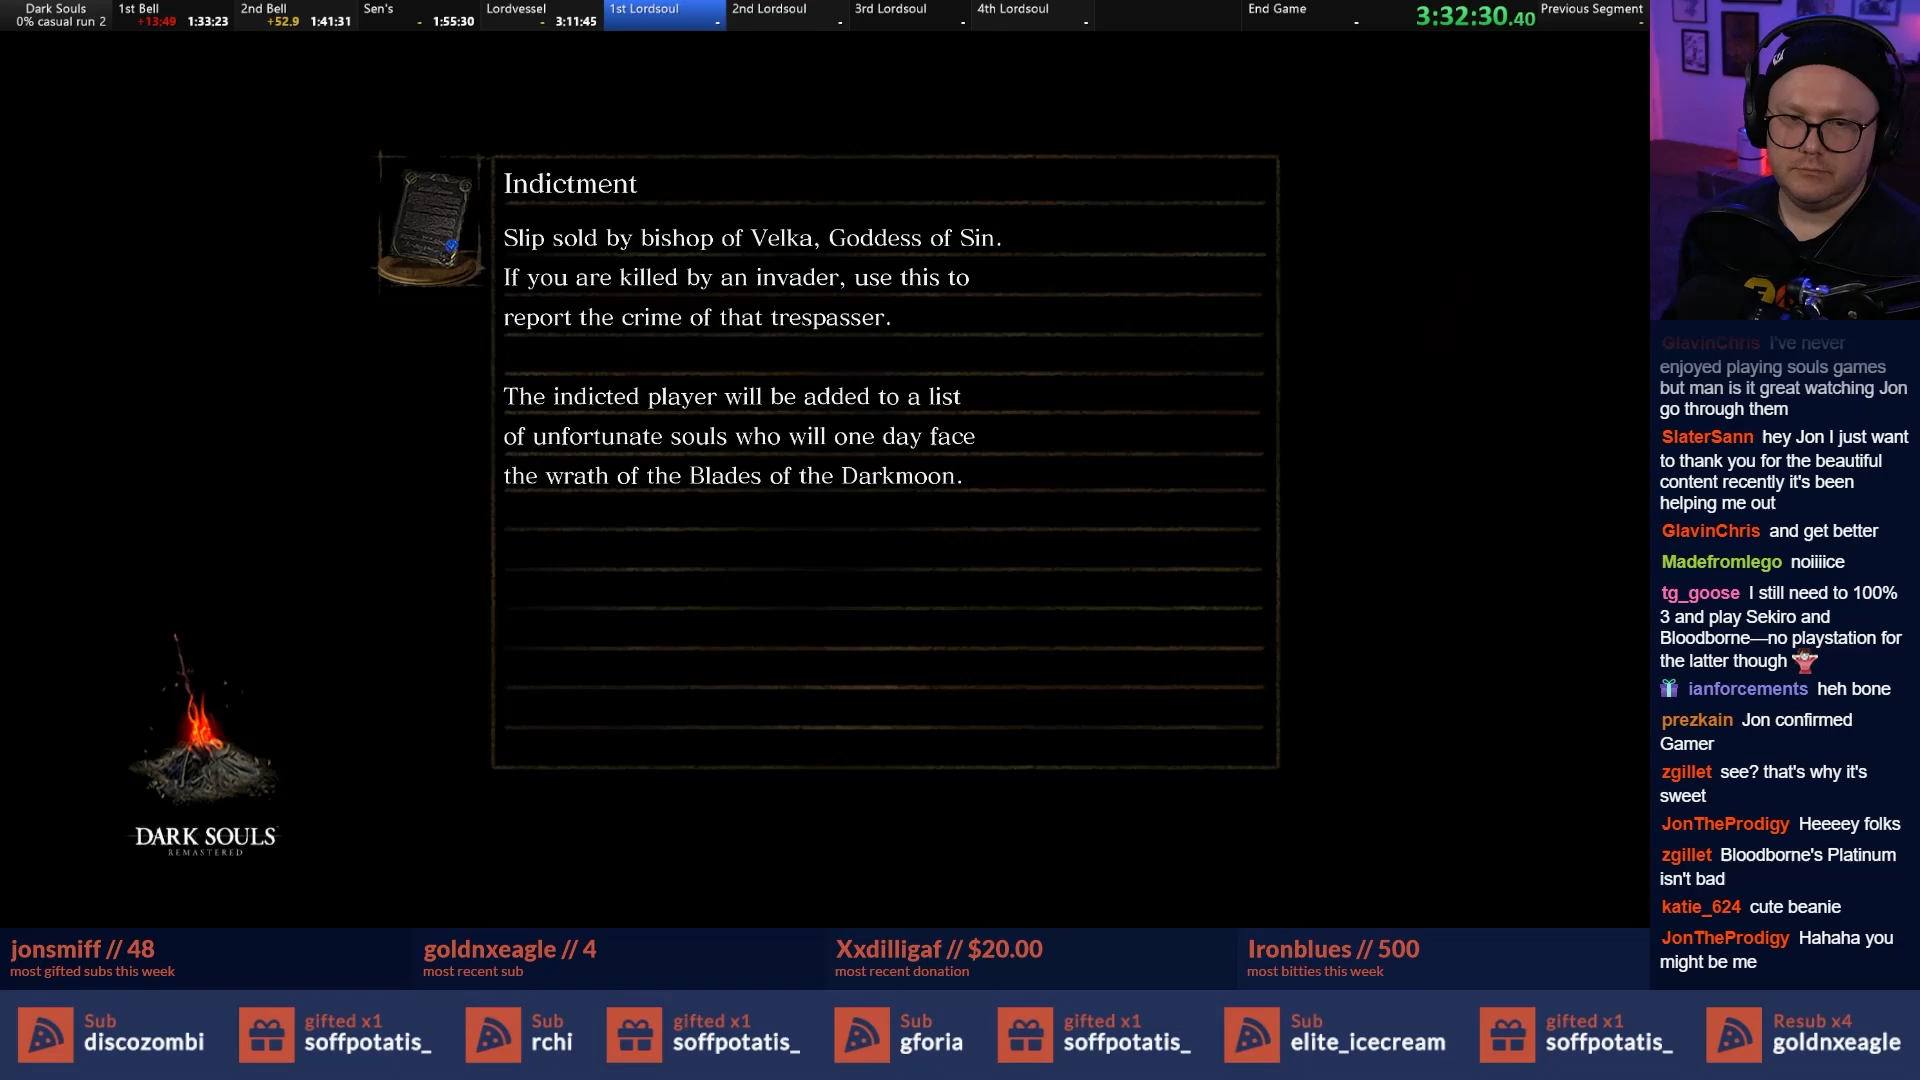 Dark Souls
0% casual run 2
1st Bell
+13:49 1:33:23
2nd Bell
+52.9 1:41:31
Sen's
- 1:55:30
Lordvessel
- 3:11:45
1st Lordsoul
-
2nd Lordsoul
-
3rd Lordsoul
-
4th Lordsoul
-
End Game
-
3:32:30.40
Previous Segment
-
Indictment
Slip sold by bishop of Velka, Goddess of Sin.
If you are killed by an invader, use this to
report the crime of that trespasser.
The indicted player will be added to a list
of unfortunate souls who will one day face
the wrath of the Blades of the Darkmoon.
DARK SOULS
REMASTERED
GlavinChris I've never
enjoyed playing souls games
but man is it great watching Jon
go through them
SlaterSann hey Jon I just want
to thank you for the beautiful
content recently it's been
helping me out
GlavinChris and get better
Madefromlego noiiiice
tg_goose I still need to 100%
3 and play Sekiro and
Bloodborne—no playstation for
the latter though
ianforcements heh bone
prezkain Jon confirmed
Gamer
zgillet see? that's why it's
sweet
JonTheProdigy Heeeey folks
zgillet Bloodborne's Platinum
isn't bad
katie_624 cute beanie
JonTheProdigy Hahaha you
might be me
jonsmiff // 48
most gifted subs this week
goldnxeagle // 4
most recent sub
Xxdilligaf // $20.00
most recent donation
Ironblues // 500
most bitties this week
Sub
discozombi
gifted x1
soffpotatis_
Sub
rchi
gifted x1
soffpotatis_
Sub
gforia
gifted x1
soffpotatis_
Sub
elite_icecream
gifted x1
soffpotatis_
Resub x4
goldnxeagle